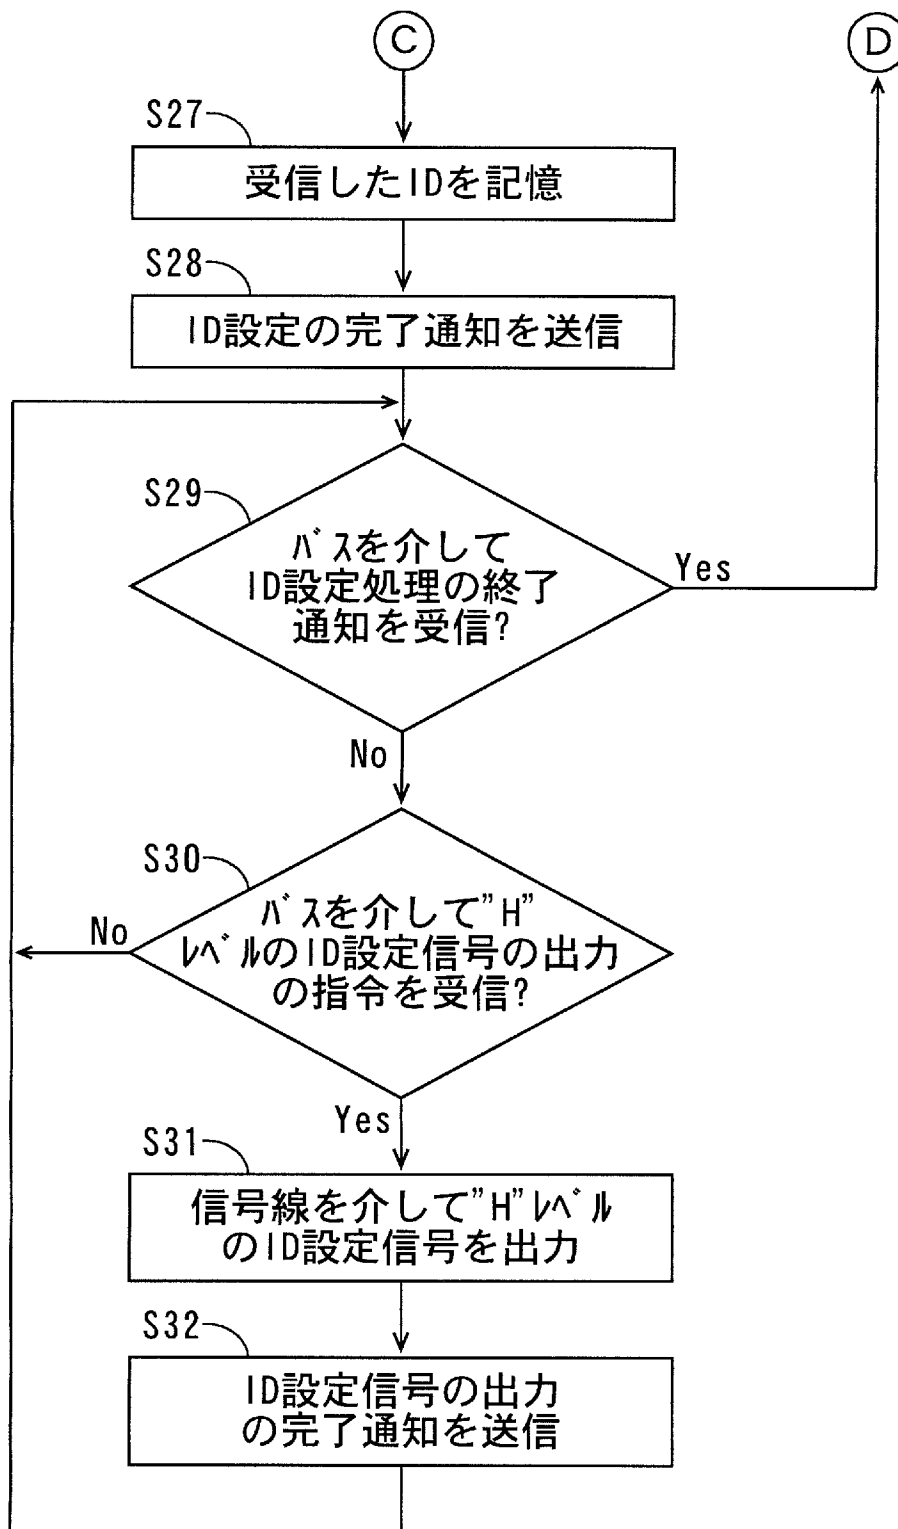 C
D
S27
受信したIDを記憶
S28
ID設定の完了通知を送信
S29
バスを介して
ID設定処理の終了
通知を受信?
Yes
No
S30
バスを介して"H"
レベルのID設定信号の出力
の指令を受信?
No
Yes
S31
信号線を介して"H"レベル
のID設定信号を出力
S32
ID設定信号の出力
の完了通知を送信